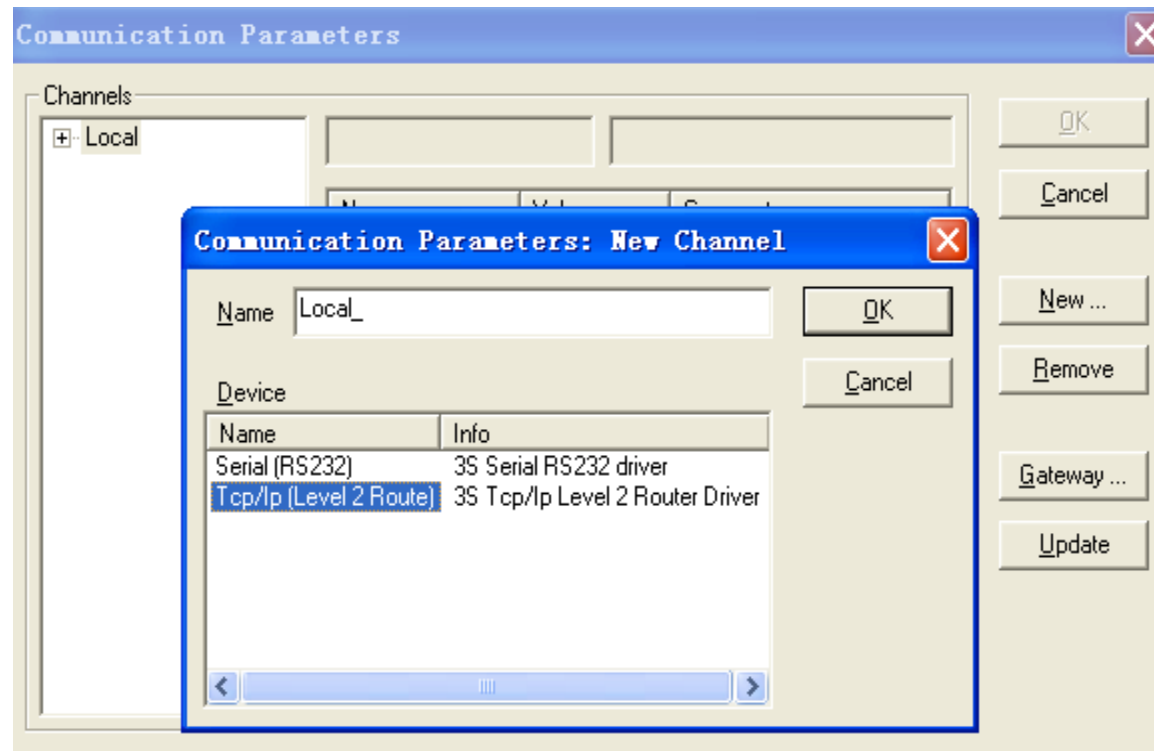 Communication Parameters
Channels
Local
OK
Cancel
New ...
Remove
Gateway ...
Update
Communication Parameters: New Channel
Name Local_
OK
Cancel
Device
Name Info
Serial (RS232) 3S Serial RS232 driver
Tcp/Ip (Level 2 Route) 3S Tcp/Ip Level 2 Router Driver